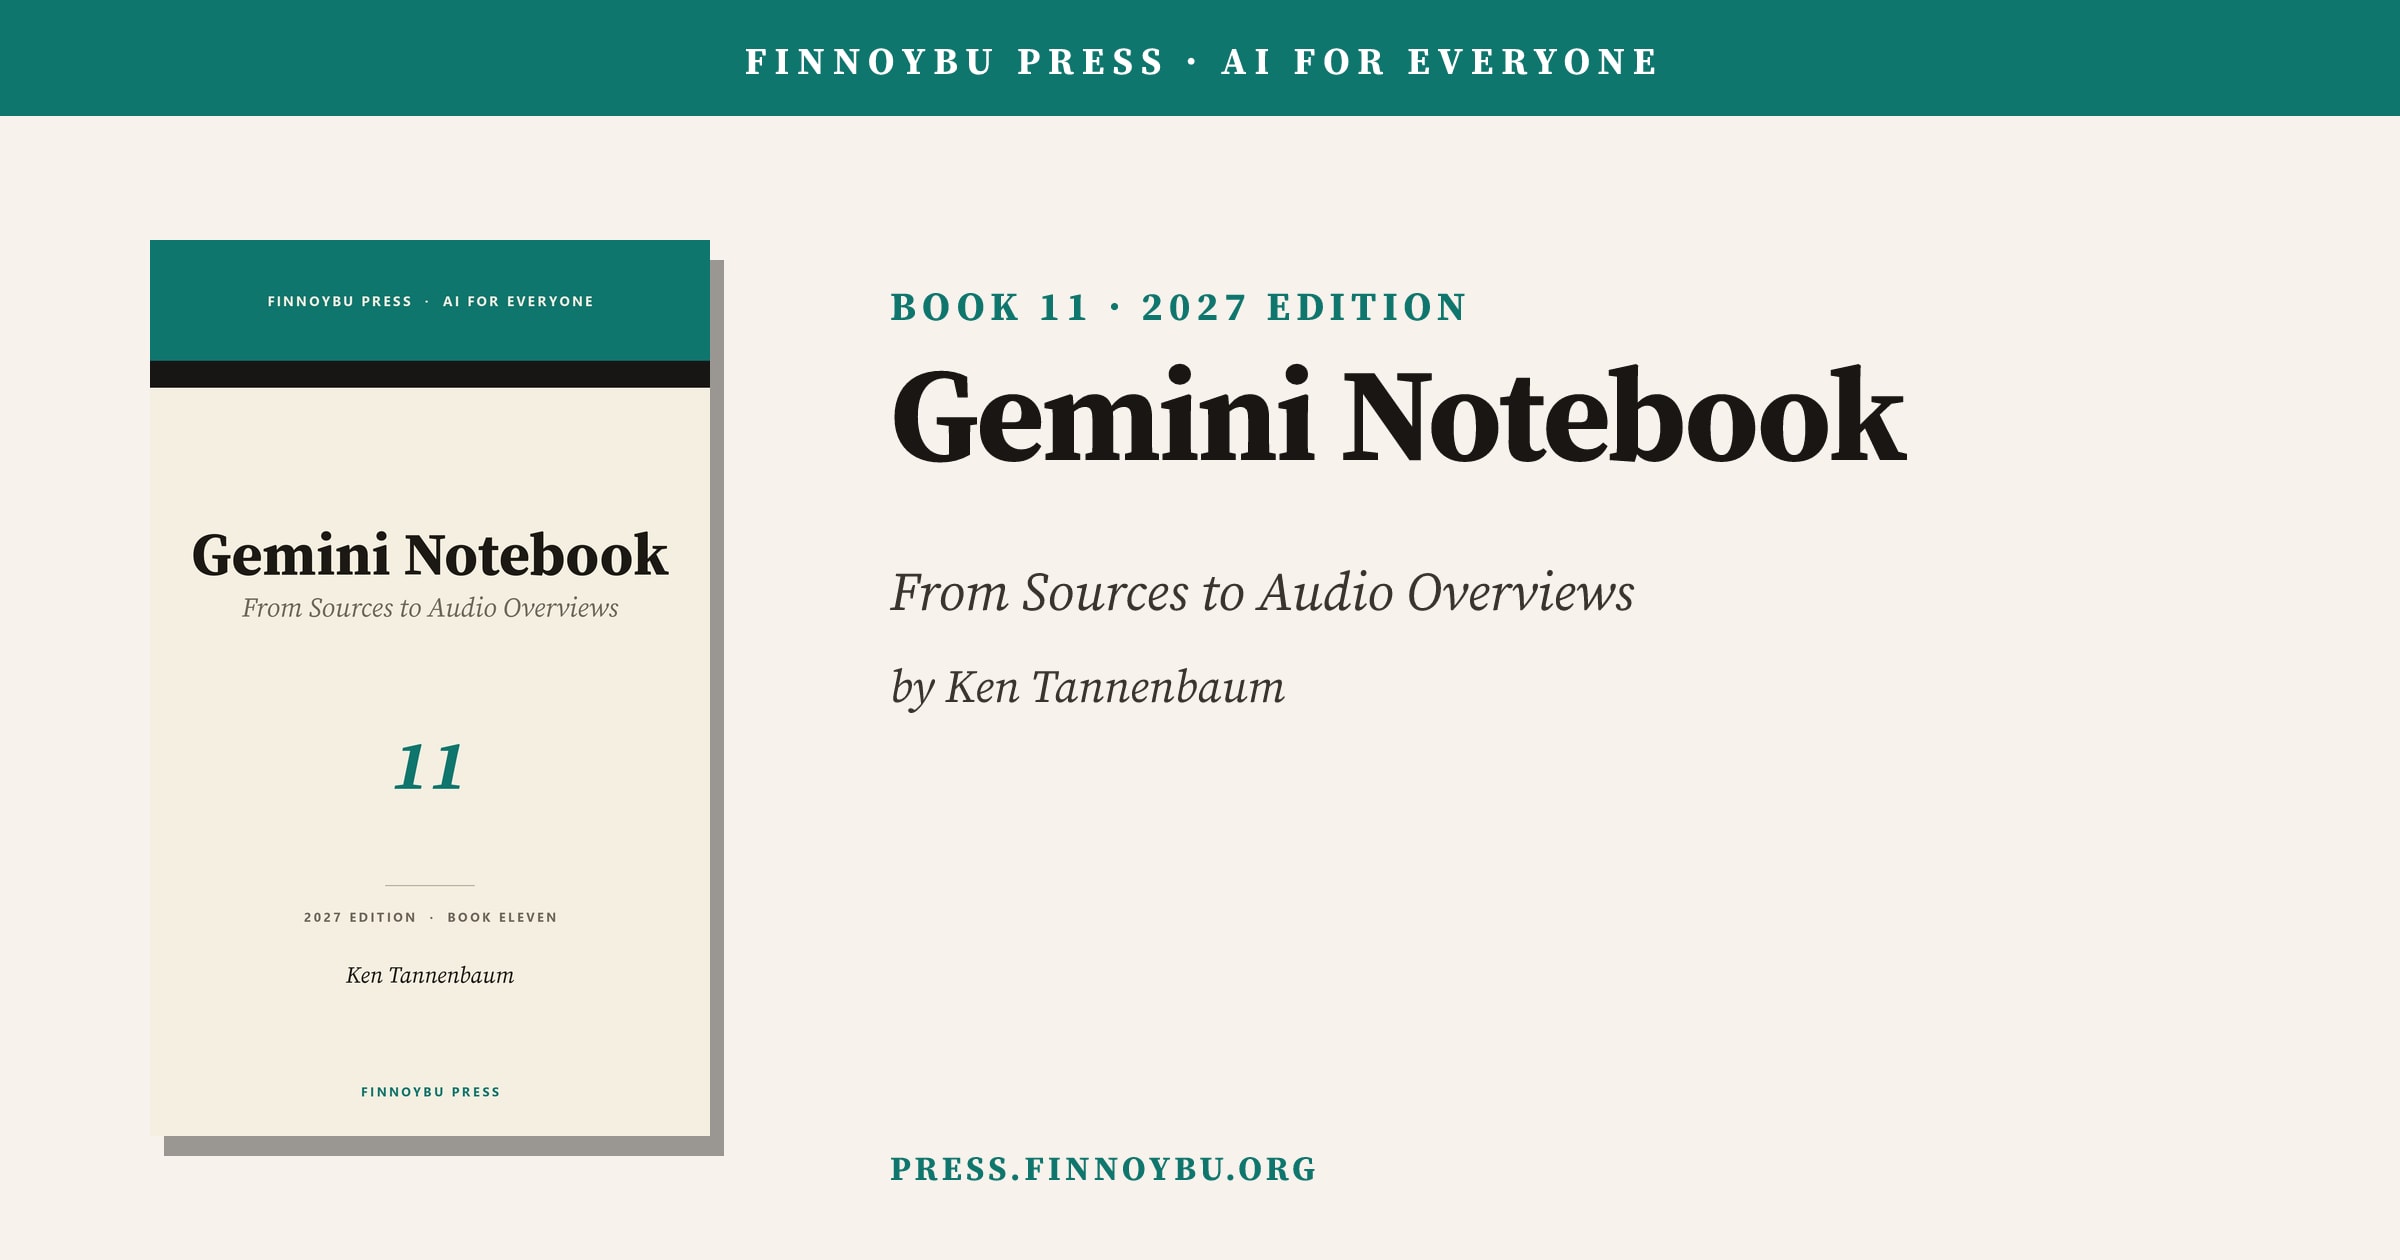 FINNOYBU PRESS · AI FOR EVERYONE
FINNOYBU PRESS · AI FOR EVERYONE
Gemini Notebook
From Sources to Audio Overviews
11
2027 EDITION · BOOK ELEVEN
Ken Tannenbaum
FINNOYBU PRESS
BOOK 11 · 2027 EDITION
Gemini Notebook
From Sources to Audio Overviews
by Ken Tannenbaum
PRESS.FINNOYBU.ORG